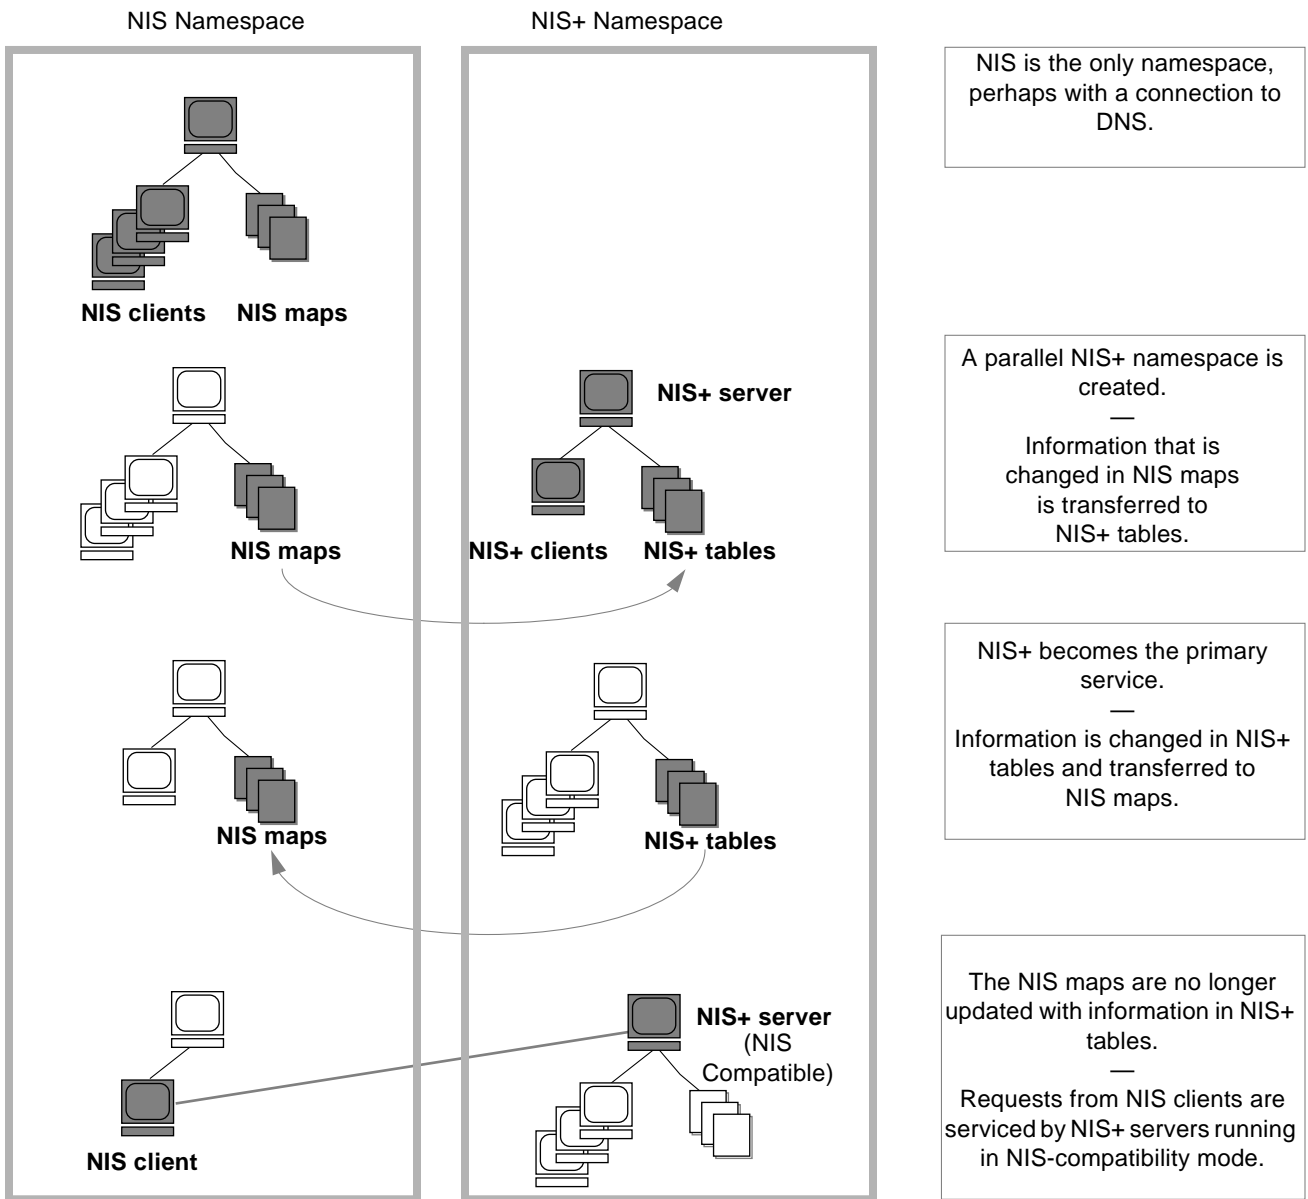 NIS Namespace
NIS+ Namespace
NIS is the only namespace,
perhaps with a connection to
DNS.
NIS clients
NIS maps
A parallel NIS+ namespace is
created.
—
Information that is
changed in NIS maps
is transferred to
NIS+ tables.
NIS+ server
NIS maps
NIS+ clients
NIS+ tables
NIS+ becomes the primary
service.
—
Information is changed in NIS+
tables and transferred to
NIS maps.
NIS maps
NIS+ tables
The NIS maps are no longer
updated with information in NIS+
tables.
—
Requests from NIS clients are
serviced by NIS+ servers running
in NIS-compatibility mode.
NIS+ server
(NIS
Compatible)
NIS client